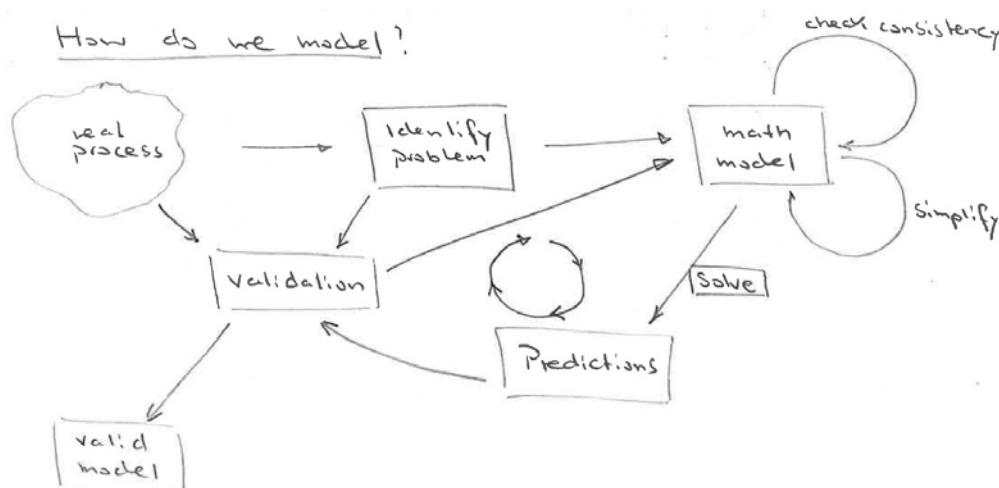 How do we model?
check consistency
real
process
Identify
problem
math
model
Simplify
validation
Solve
Predictions
valid
model